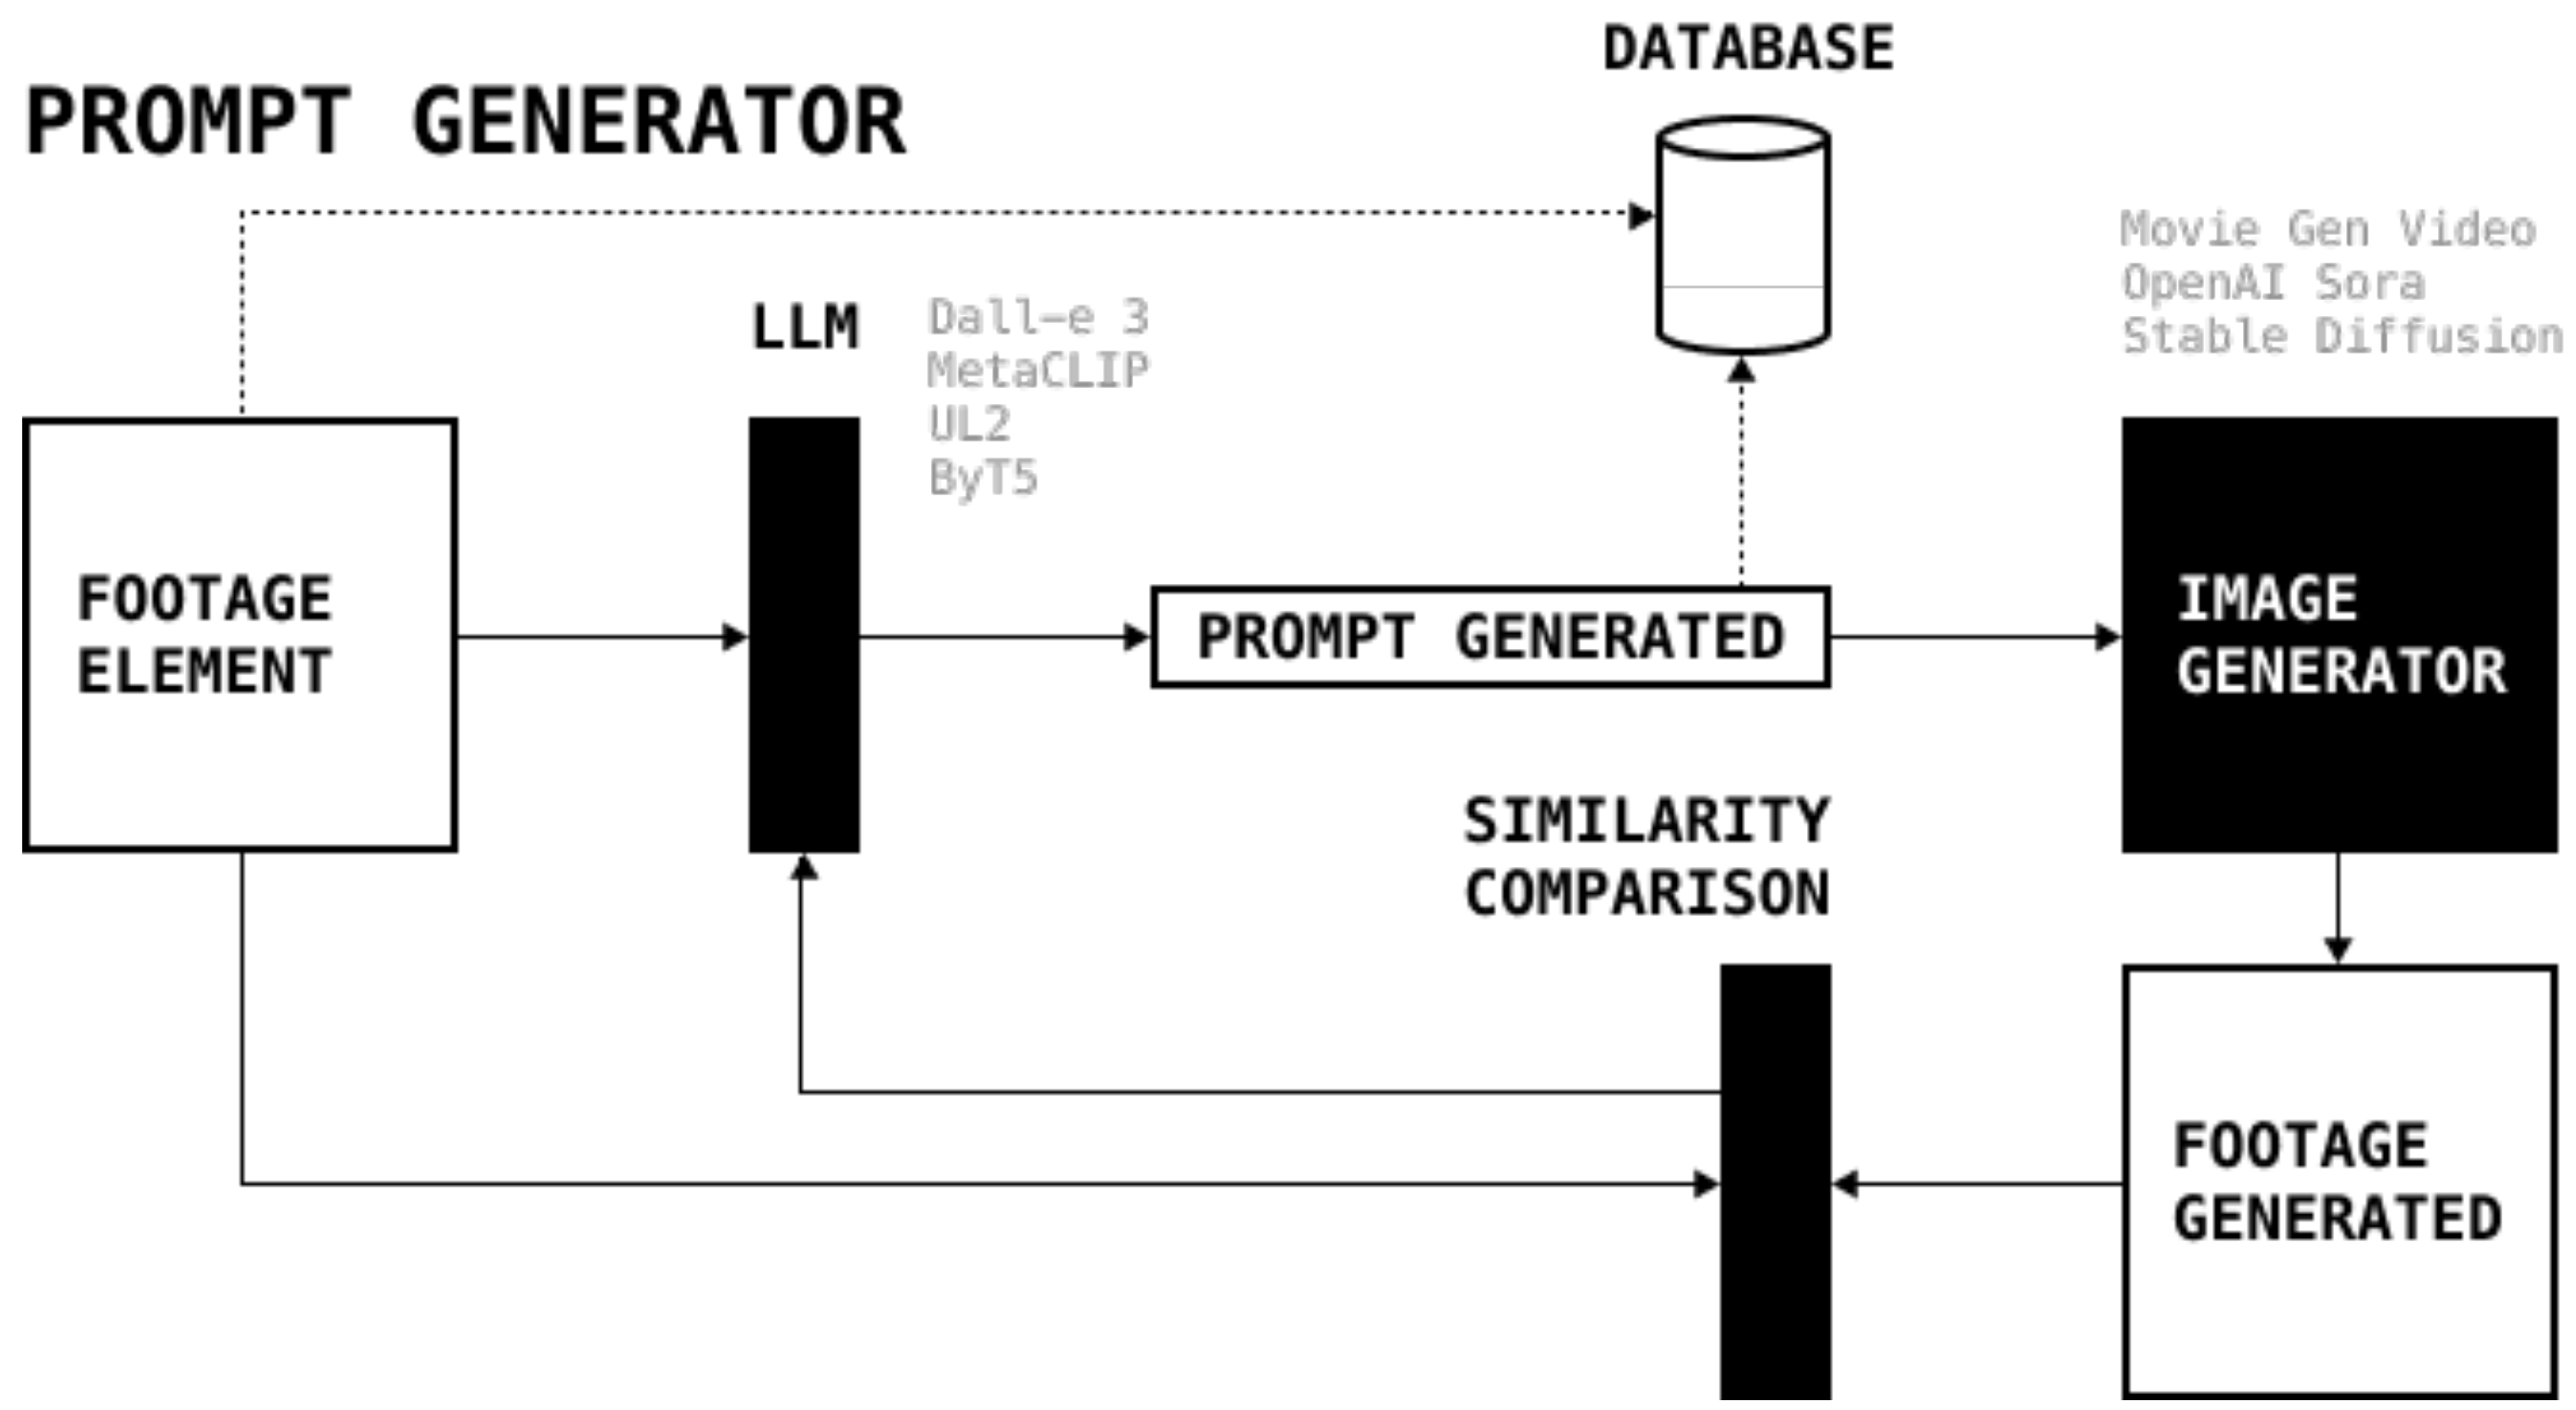 DATABASE
PROMPT GENERATOR
Movie Gen Video
OpenAI Sora
Stable Diffusion
LLM
Dall-e 3
MetaCLIP
UL2
ByT5
FOOTAGE
ELEMENT
PROMPT GENERATED
IMAGE
GENERATOR
SIMILARITY
COMPARISON
FOOTAGE
GENERATED